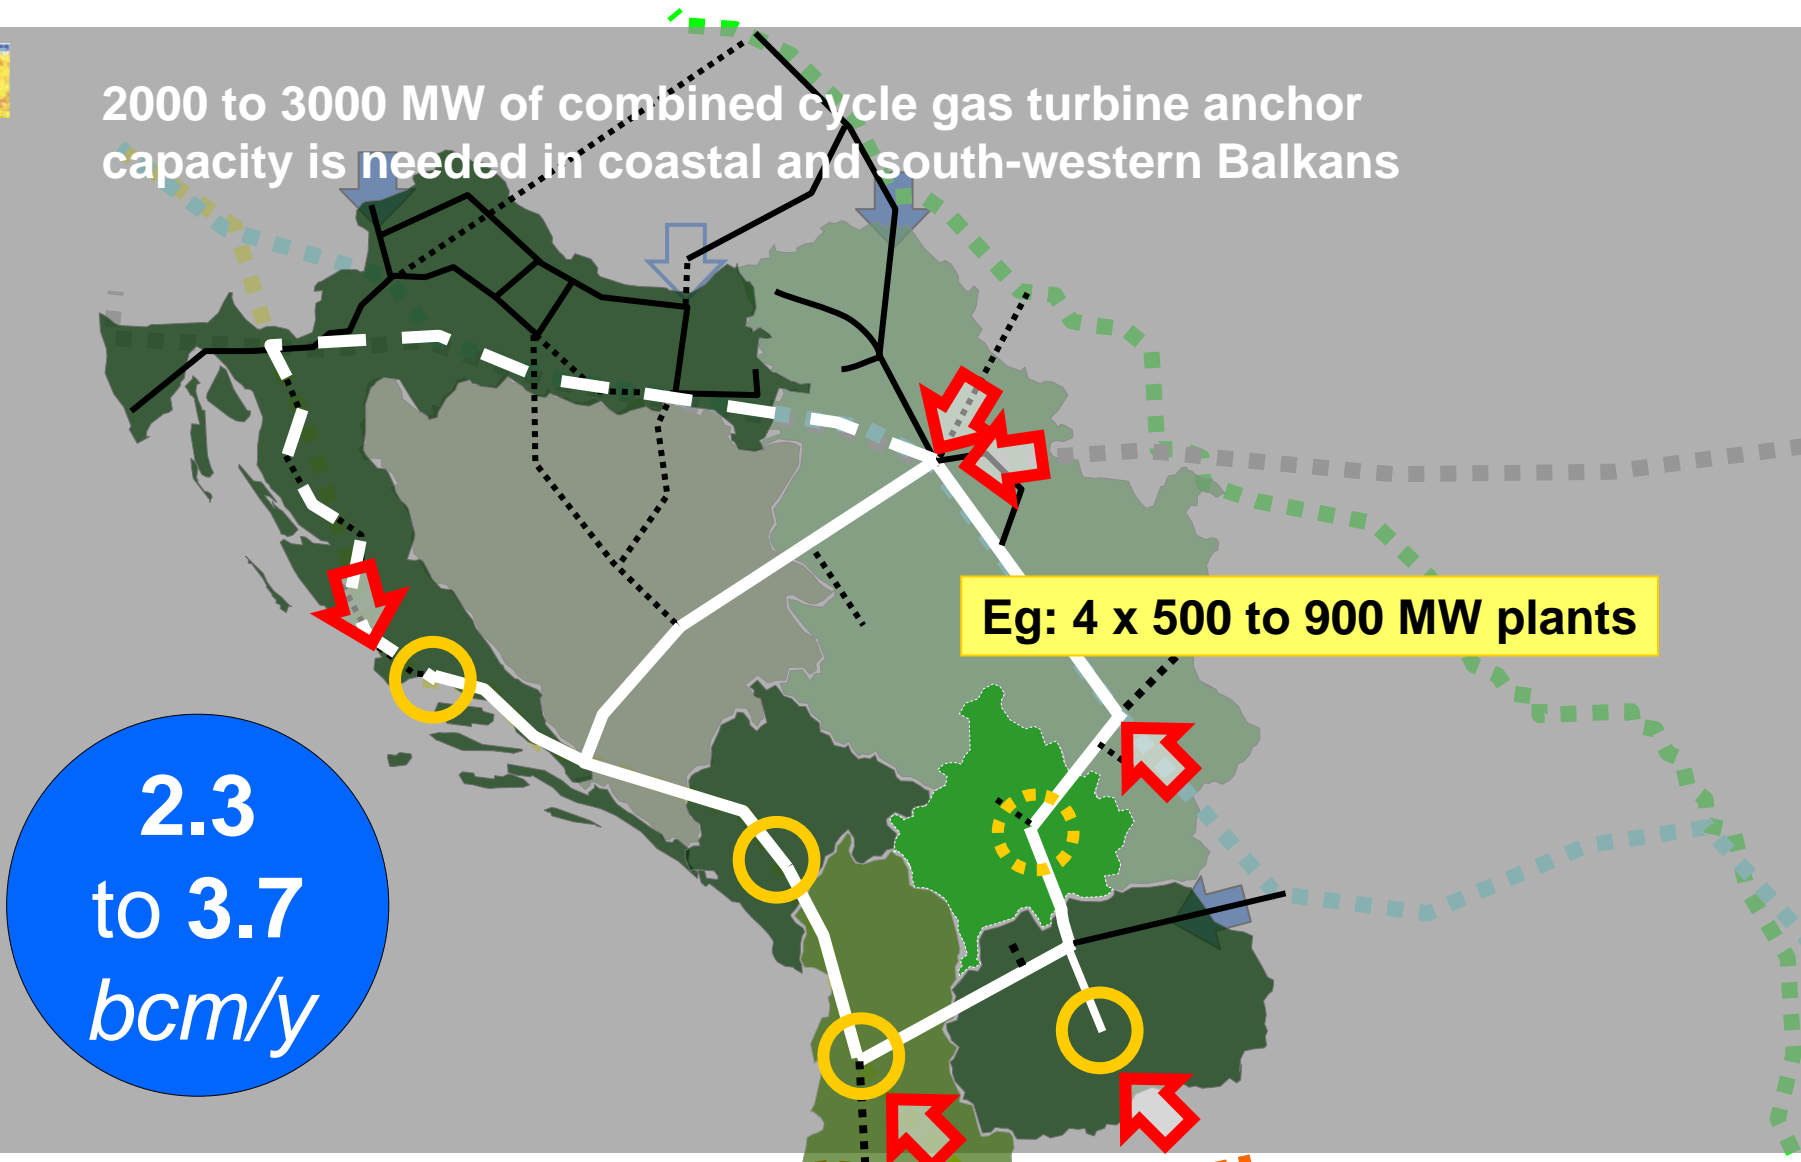 2000 to 3000 MW of combined cycle gas turbine anchor
capacity is needed in coastal and south-western Balkans
Eg: 4 x 500 to 900 MW plants
2.3
to 3.7
bcm/y